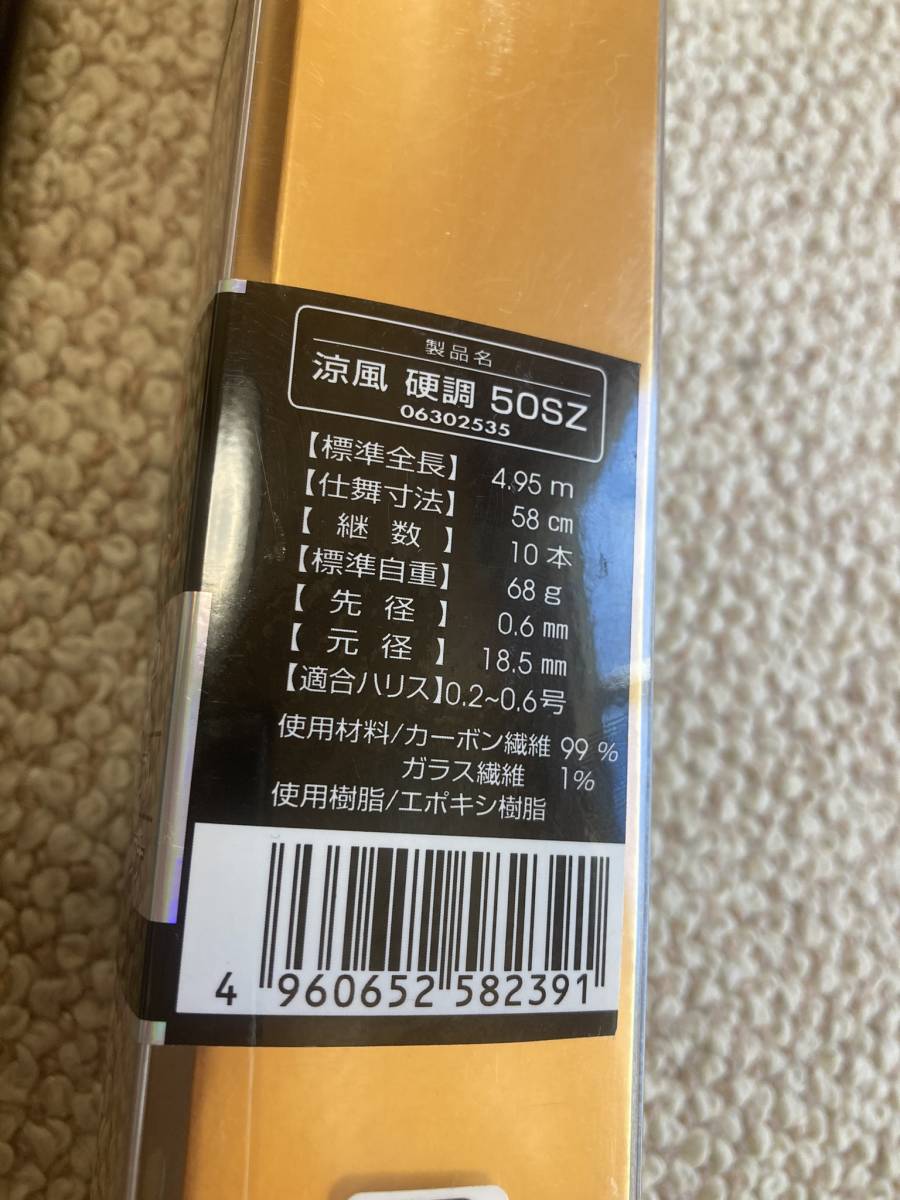 製品名
涼風 硬調 50SZ
06302535
【標準全長】 4.95 m
【仕舞寸法】 58 cm
【 継 数 】 10 本
【標準自重】 68 g
【 先 径 】 0.6 mm
【 元 径 】 18.5 mm
【適合ハリス】0.2~0.6号
使用材料/カーボン繊維 99 %
ガラス繊維 1%
使用樹脂/エポキシ樹脂
4 960652 582391